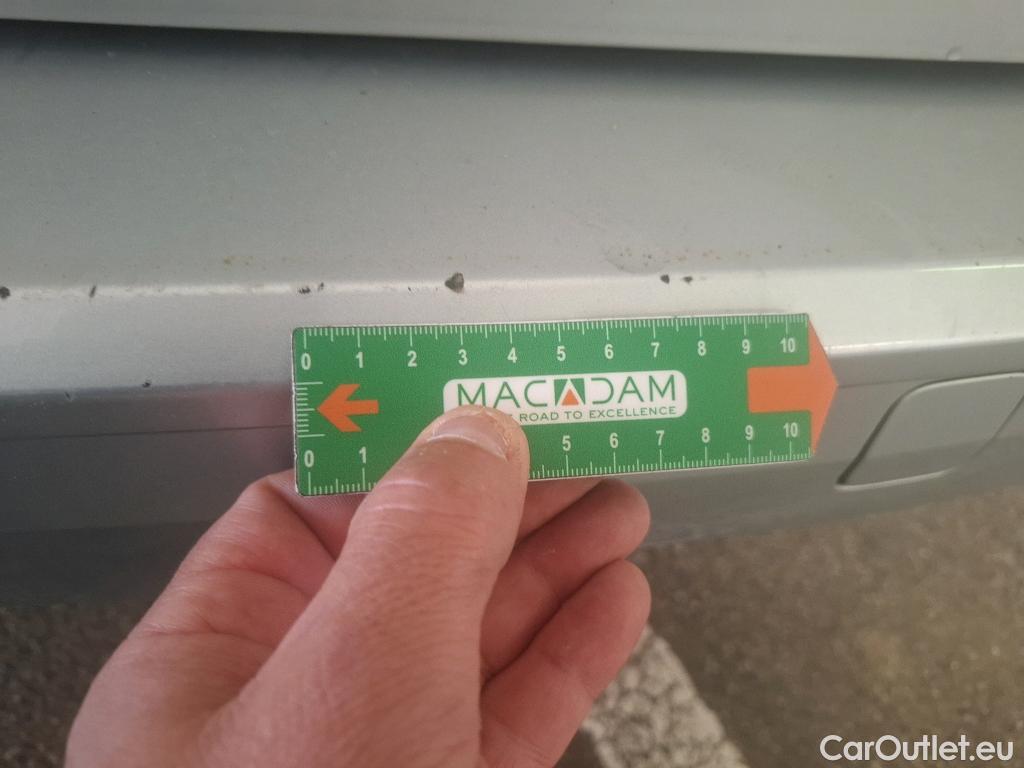 0 1 2 3 4 5 6 7 8 9 10
MACADAM
ROAD TO EXCELLENCE
0 1 5 6 7 8 9 10
CarOutlet.eu